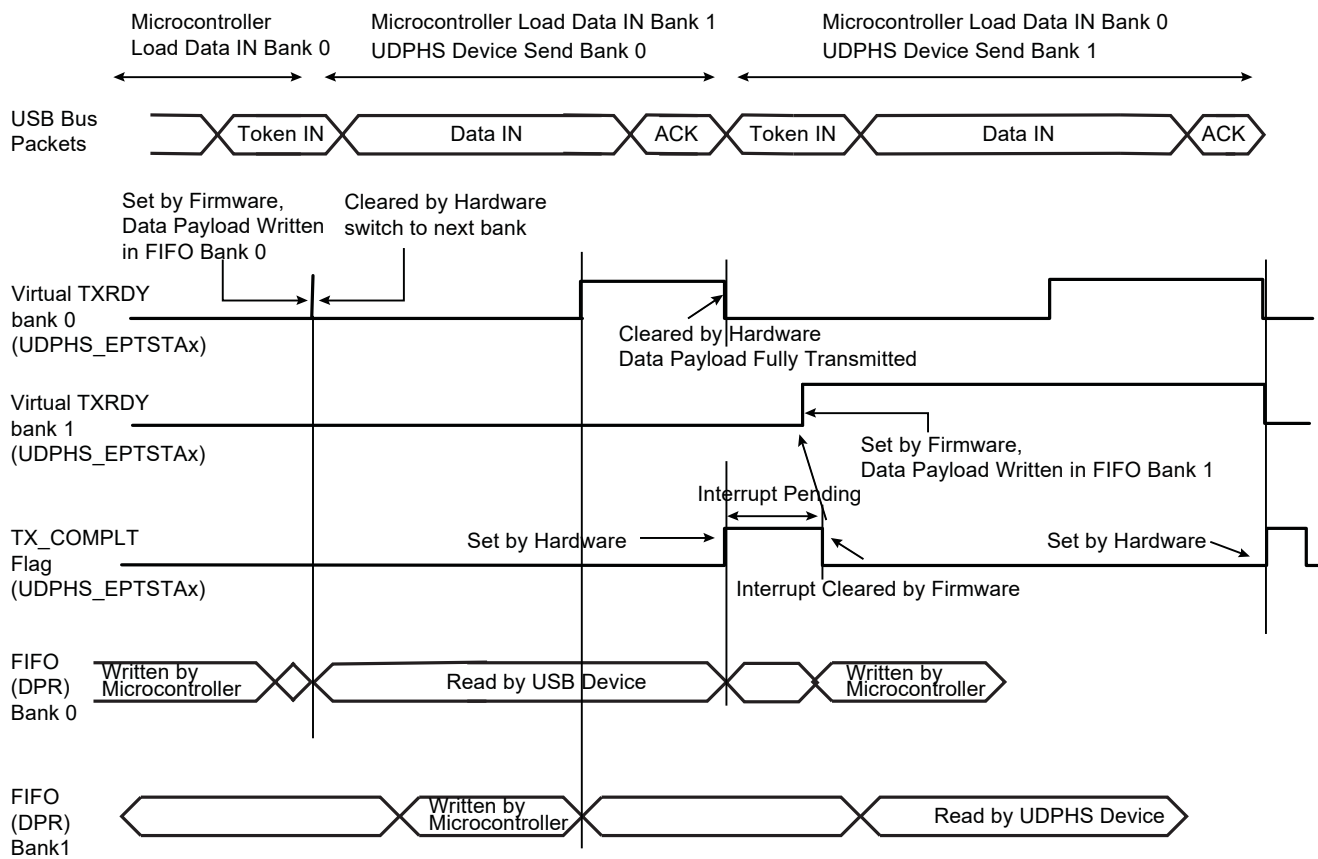 Microcontroller
Load Data IN Bank 0
Microcontroller Load Data IN Bank 1
UDPHS Device Send Bank 0
Microcontroller Load Data IN Bank 0
UDPHS Device Send Bank 1
USB Bus
Packets
Token IN
Data IN
ACK
Token IN
Data IN
ACK
Set by Firmware,
Data Payload Written
in FIFO Bank 0
Cleared by Hardware
switch to next bank
Virtual TXRDY
bank 0
(UDPHS_EPTSTAx)
Cleared by Hardware
Data Payload Fully Transmitted
Virtual TXRDY
bank 1
(UDPHS_EPTSTAx)
Set by Firmware,
Data Payload Written in FIFO Bank 1
Interrupt Pending
TX_COMPLT
Flag
(UDPHS_EPTSTAx)
Set by Hardware
Set by Hardware
Interrupt Cleared by Firmware
FIFO
(DPR)
Bank 0
Written by
Microcontroller
Read by USB Device
Written by
Microcontroller
FIFO
(DPR)
Bank1
Written by
Microcontroller
Read by UDPHS Device